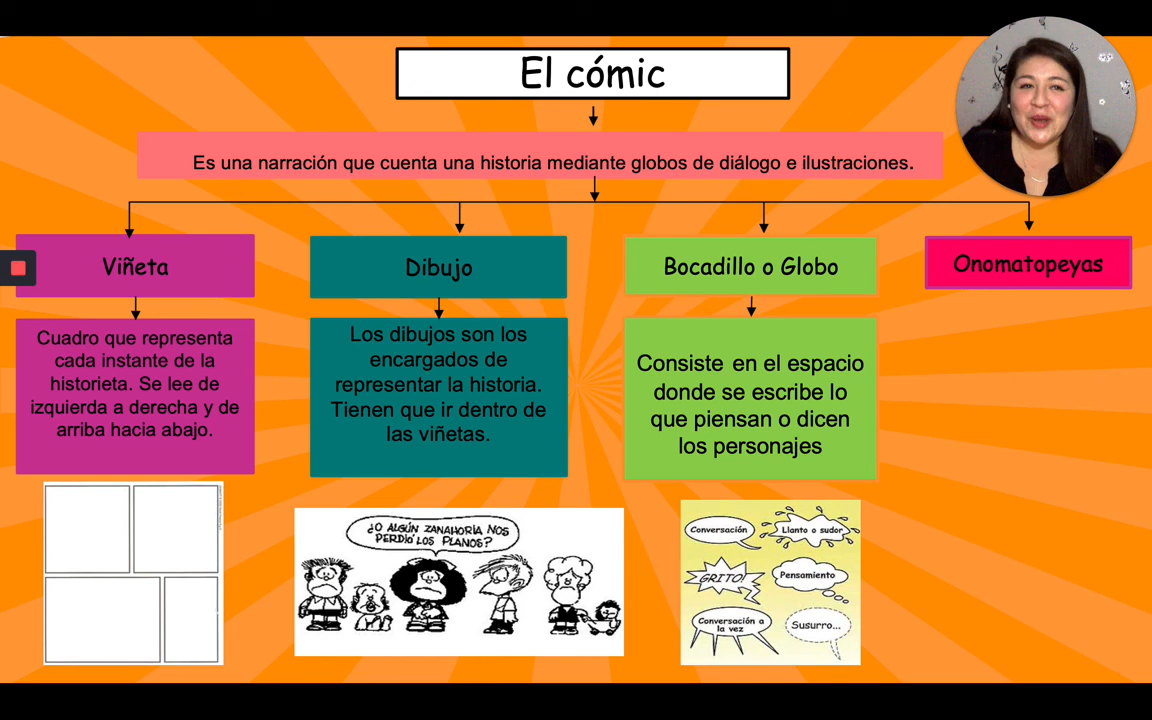 El cómic
Es una narración que cuenta una historia mediante globos de diálogo e ilustraciones.
Viñeta
Cuadro que representa
cada instante de la
historieta. Se lee de
izquierda a derecha y de
arriba hacia abajo.
Dibujo
Los dibujos son los
encargados de
representar la historia.
Tienen que ir dentro de
las viñetas.
¿O ALGÚN ZANAHORIA NOS
PERDIÓ LOS PLANOS?
Bocadillo o Globo
Consiste en el espacio
donde se escribe lo
que piensan o dicen
los personajes
Conversación
Llanto o sudor
GRITO!
Pensamiento
Conversación a
la vez
Susurro...
Onomatopeyas